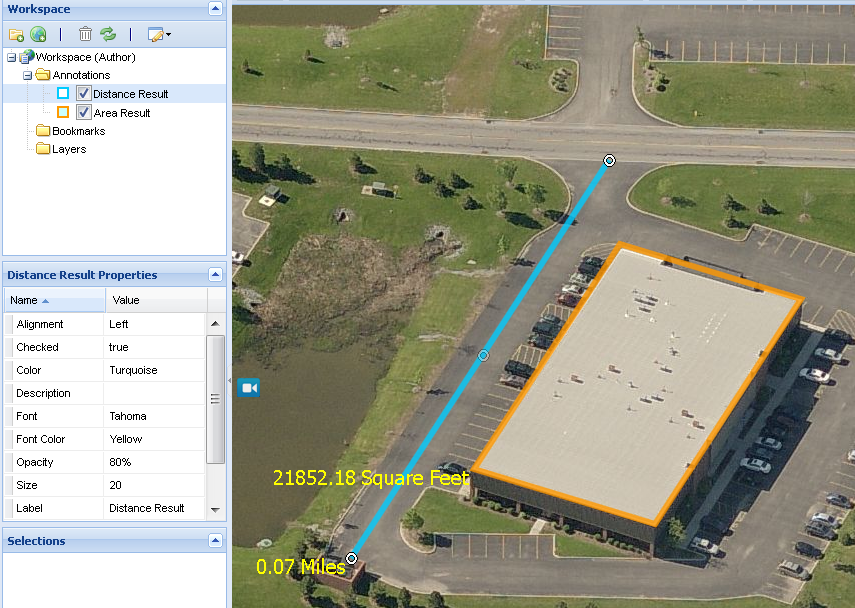 Workspace
Workspace (Author)
Annotations
Distance Result
Area Result
Bookmarks
Layers
Distance Result Properties
Name Value
Alignment Left
Checked true
Color Turquoise
Description
Font Tahoma
Font Color Yellow
Opacity 80%
Size 20
Label Distance Result
Selections
21852.18 Square Feet
0.07 Miles